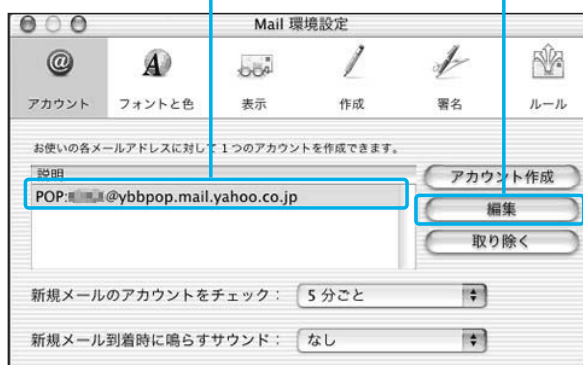 Mail 環境設定
アカウント フォントと色 表示 作成 署名 ルール
お使いの各メールアドレスに対して 1 つのアカウントを作成できます。
説明
アカウント作成
POP: @ybbpop.mail.yahoo.co.jp
編集
取り除く
新規メールのアカウントをチェック： 5 分ごと
新規メール到着時に鳴らすサウンド： なし